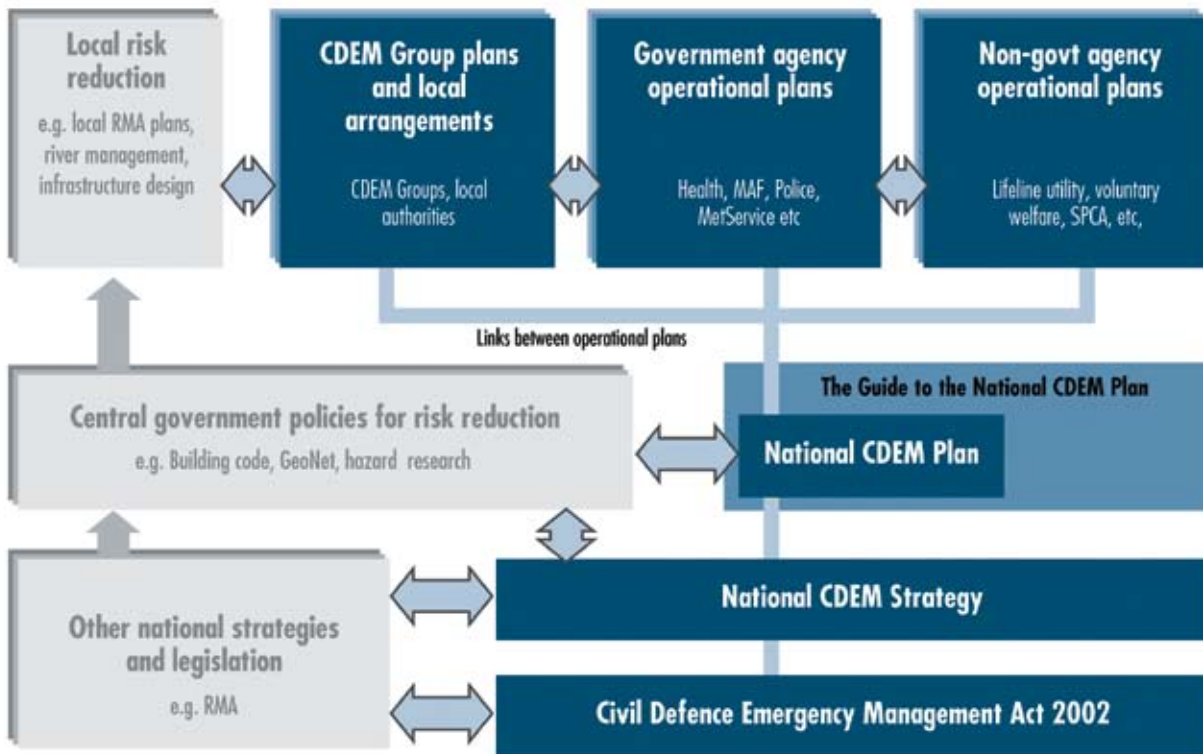 Local risk
reduction
e.g. local RMA plans,
river management,
infrastructure design
CDEM Group plans
and local
arrangements
CDEM Groups, local
authorities
Government agency
operational plans
Health, MAF, Police,
MetService etc
Non-govt agency
operational plans
Lifeline utility, voluntary
welfare, SPCA, etc,
Links between operational plans
Central government policies for risk reduction
e.g. Building code, GeoNet, hazard research
The Guide to the National CDEM Plan
National CDEM Plan
Other national strategies
and legislation
e.g. RMA
National CDEM Strategy
Civil Defence Emergency Management Act 2002